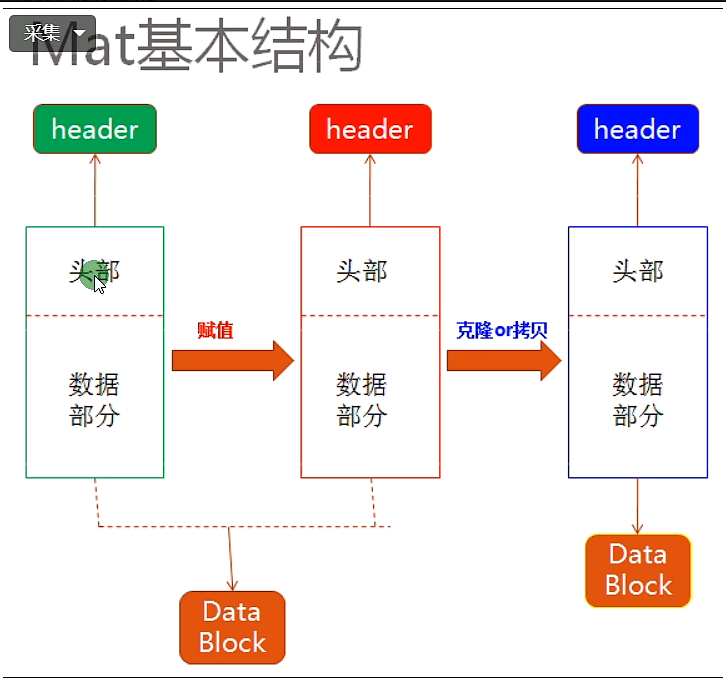 采集
Mat基本结构
header
header
header
头部
头部
头部
赋值
克隆or拷贝
数据
部分
数据
部分
数据
部分
Data
Block
Data
Block